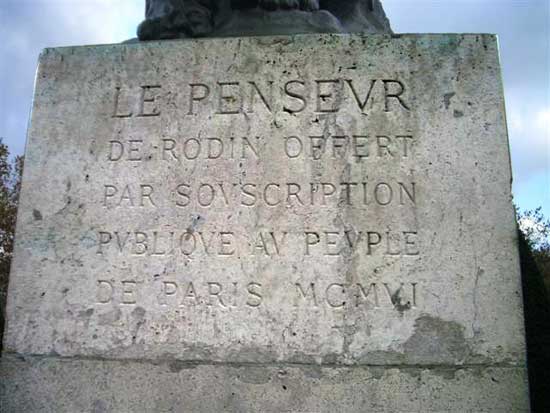 LE PENSEVR
DE RODIN OFFERT
PAR SOVSCRIPTION
PVBLIQVE AV PEVPLE
DE PARIS MCMVI